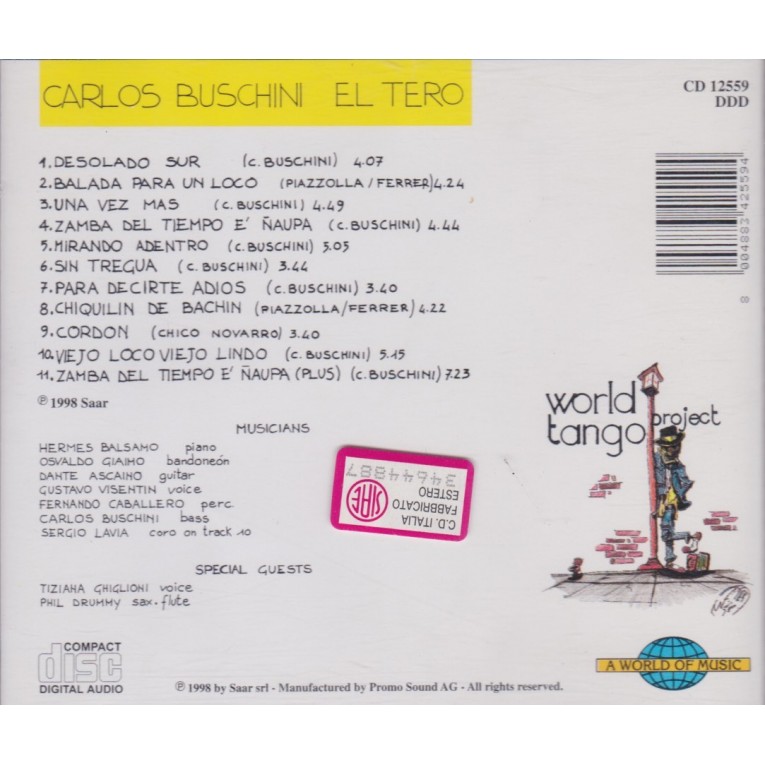 CARLOS BUSCHINI EL TERO
CD 12559
DDD
1. DESOLADO SUR (C. BUSCHINI) 4.07
2. BALADA PARA UN LOCO (PIAZZOLLA / FERRER) 4.24
3. UNA VEZ MAS (C. BUSCHINI) 4.49
4. ZAMBA DEL TIEMPO E' ÑAUPA (C. BUSCHINI) 4.44
5. MIRANDO ADENTRO (C. BUSCHINI) 5.05
6. SIN TREGUA (C. BUSCHINI) 3.44
7. PARA DECIRTE ADIOS (C. BUSCHINI) 3.40
8. CHIQUILIN DE BACHIN (PIAZZOLLA/FERRER) 4.22
9. CORDON (CHICO NOVARRO) 3.40
10. VIEJO LOCO VIEJO LINDO (C. BUSCHINI) 5.15
11. ZAMBA DEL TIEMPO E' ÑAUPA (PLUS) (C. BUSCHINI) 7.23
℗ 1998 Saar
8 004883 425594
MUSICIANS
HERMES BALSAMO piano
OSVALDO GIAIMO bandoneón
DANTE ASCAINO guitar
GUSTAVO VISENTIN voice
FERNANDO CABALLERO perc.
CARLOS BUSCHINI bass
SERGIO LAVIA coro on track 10
SPECIAL GUESTS
TIZIANA GHIGLIONI voice
PHIL DRUMMY sax. flute
C.D. ITALIA
FABBRICATO
ESTERO
SIAE
34644887
world
tango project
COMPACT
disc
DIGITAL AUDIO
℗ 1998 by Saar srl - Manufactured by Promo Sound AG - All rights reserved.
A WORLD OF MUSIC